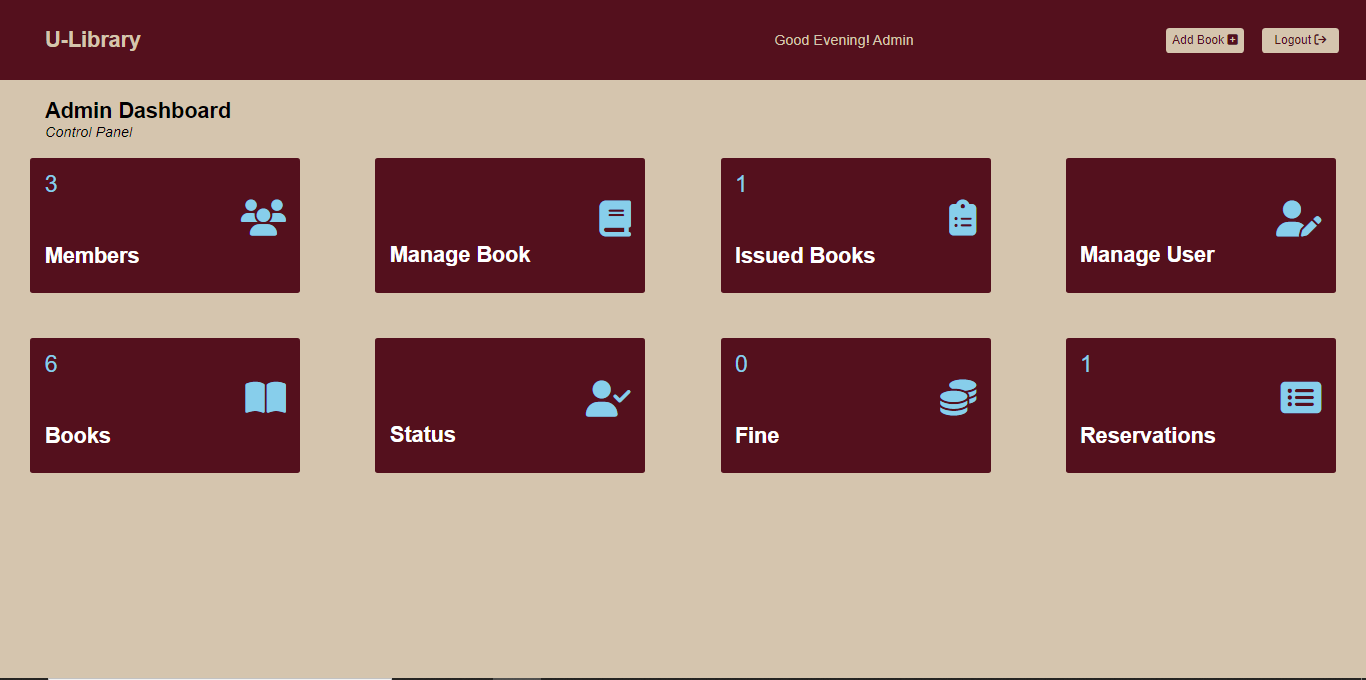 U-Library
Good Evening! Admin
Add Book
Logout
Admin Dashboard
Control Panel
3
Members
Manage Book
1
Issued Books
Manage User
6
Books
Status
0
Fine
1
Reservations